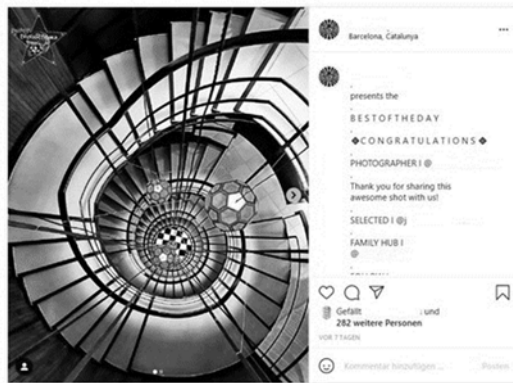 Barcelona, Catalunya
presents the
BESTOFTHEDAY
❖CONGRATULATIONS❖
PHOTOGRAPHER I @
Thank you for sharing this
awesome shot with us!
SELECTED I @j
FAMILY HUB I
@
Gefällt und
282 weitere Personen
VOR 7 TAGEN
Kommentar hinzufügen ... Posten